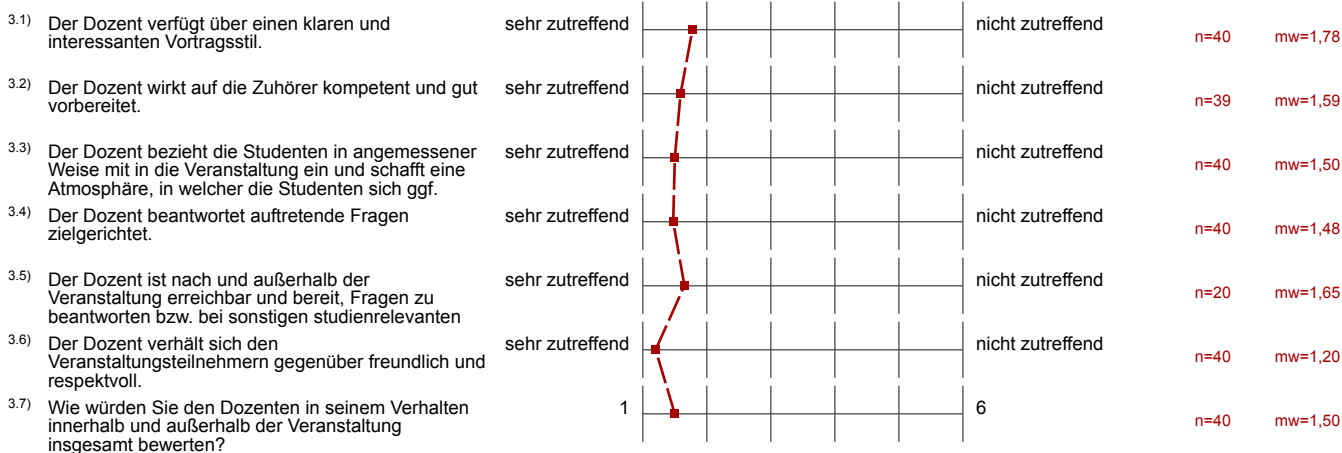 3.1) Der Dozent verfügt über einen klaren und interessanten Vortragsstil. sehr zutreffend nicht zutreffend n=40 mw=1,78
3.2) Der Dozent wirkt auf die Zuhörer kompetent und gut vorbereitet. sehr zutreffend nicht zutreffend n=39 mw=1,59
3.3) Der Dozent bezieht die Studenten in angemessener Weise mit in die Veranstaltung ein und schafft eine Atmosphäre, in welcher die Studenten sich ggf. sehr zutreffend nicht zutreffend n=40 mw=1,50
3.4) Der Dozent beantwortet auftretende Fragen zielgerichtet. sehr zutreffend nicht zutreffend n=40 mw=1,48
3.5) Der Dozent ist nach und außerhalb der Veranstaltung erreichbar und bereit, Fragen zu beantworten bzw. bei sonstigen studienrelevanten sehr zutreffend nicht zutreffend n=20 mw=1,65
3.6) Der Dozent verhält sich den Veranstaltungsteilnehmern gegenüber freundlich und respektvoll. sehr zutreffend nicht zutreffend n=40 mw=1,20
3.7) Wie würden Sie den Dozenten in seinem Verhalten innerhalb und außerhalb der Veranstaltung insgesamt bewerten? 1 6 n=40 mw=1,50